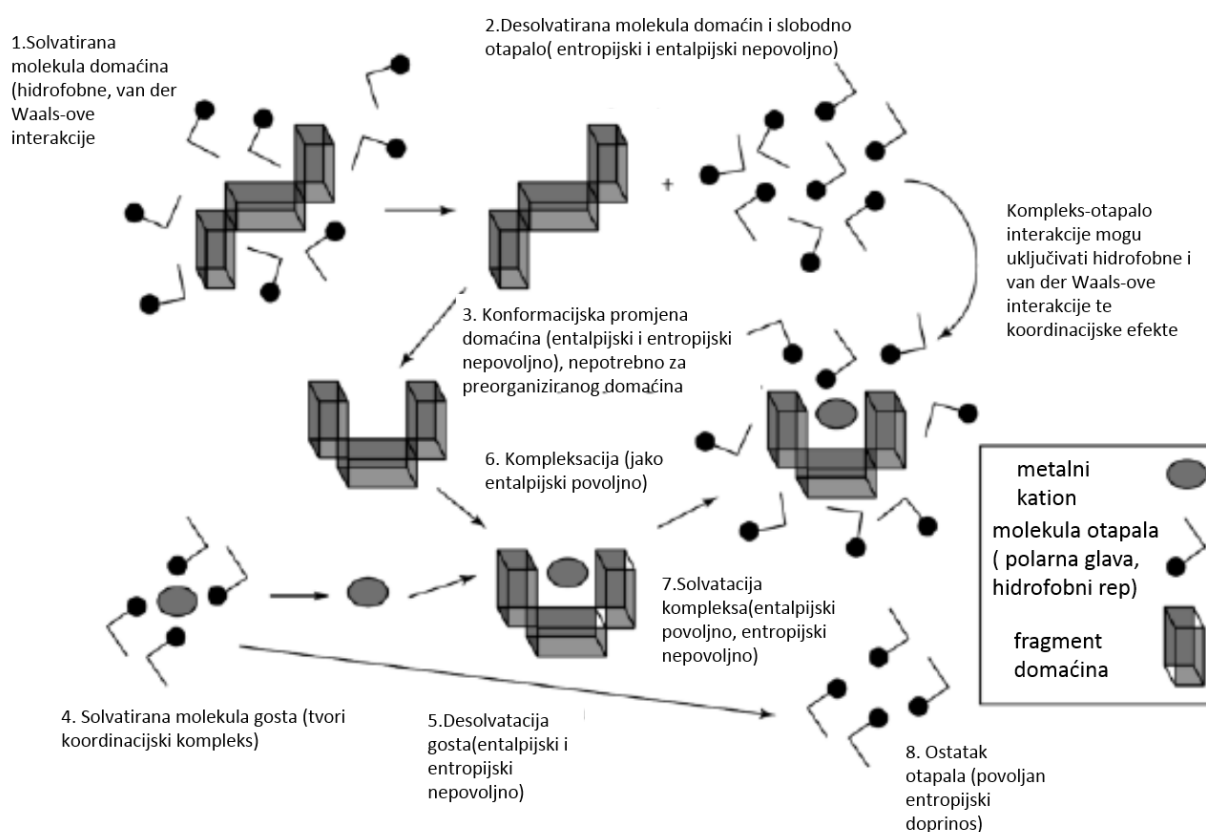 1.Solvatirana
molekula domaćina
(hidrofobne, van der
Waals-ove
interakcije
2.Desolvatirana molekula domaćin i slobodno
otapalo( entropijski i entalpijski nepovoljno)
+
Kompleks-otapalo
interakcije mogu
uključivati hidrofobne i
van der Waals-ove
interakcije te
koordinacijske efekte
3. Konformacijska promjena
domaćina (entalpijski i entropijski
nepovoljno), nepotrebno za
preorganiziranog domaćina
6. Kompleksacija (jako
entalpijski povoljno)
metalni
kation
molekula otapala
( polarna glava,
hidrofobni rep)
fragment
domaćina
7.Solvatacija
kompleksa(entalpijski
povoljno, entropijski
nepovoljno)
4. Solvatirana molekula gosta (tvori
koordinacijski kompleks)
5.Desolvatacija
gosta(entalpijski i
entropijski
nepovoljno)
8. Ostatak
otapala (povoljan
entropijski
doprinos)